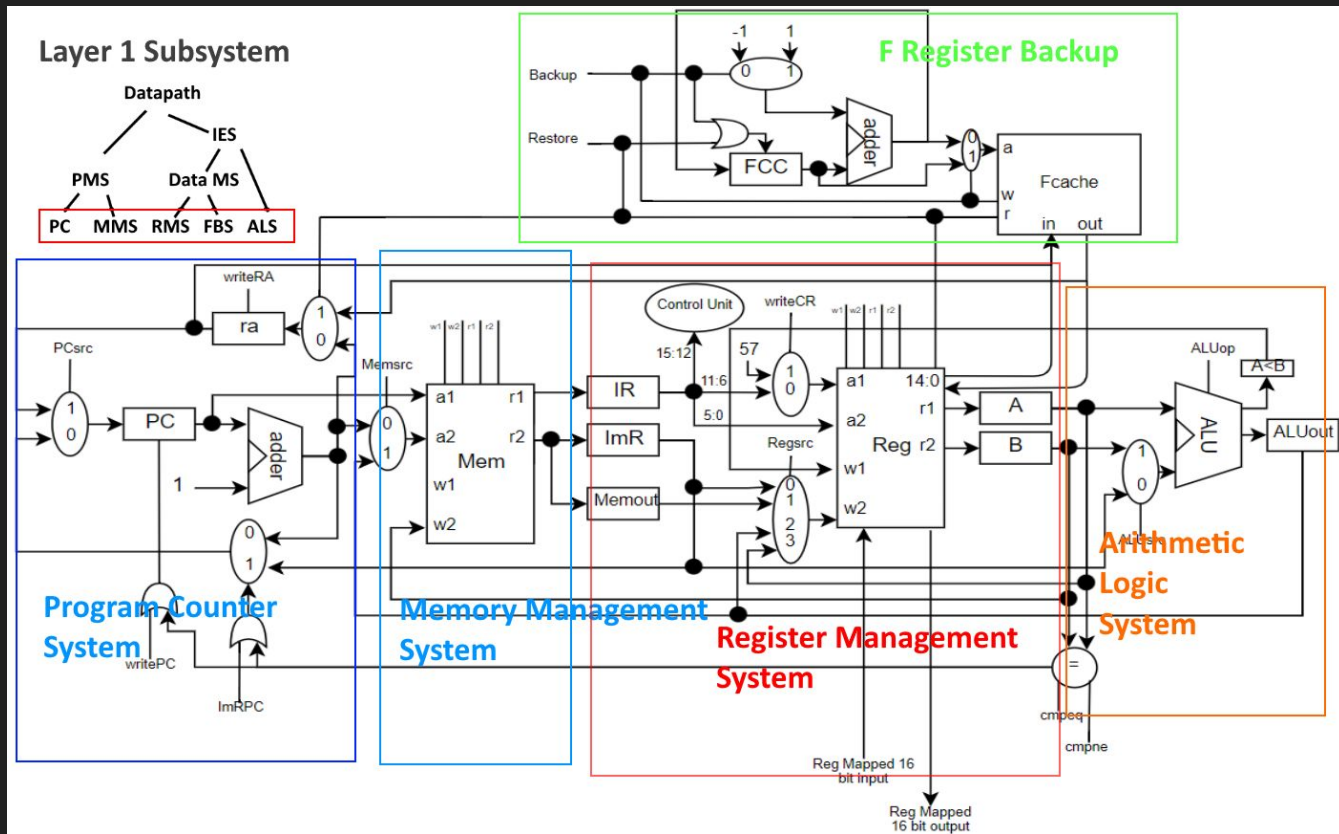 Layer 1 Subsystem
Datapath
IES
PMS
Data MS
PC MMS RMS FBS ALS
F Register Backup
-1 1
Backup
0 1
Restore
adder
FCC
0
1
a
Fcache
w
r
in out
writeRA
ra
1
0
PCsrc
1
0
PC
adder
1
0
1
Program Counter
System
writePC
ImRPC
Memsrc
0
1
w1 w2 r1 r2
a1 r1
a2 r2
Mem
w1
w2
Memory Management
System
Control Unit
15:12
57
11:6
5:0
IR
ImR
Memout
writeCR
1
0
Regsrc
0
1
2
3
w1 w2 r1 r2
a1 14:0
r1
a2
Reg r2
w1
w2
A
B
Register Management
System
Reg Mapped 16
bit Input
Reg Mapped
16 bit output
ALUop
A<B
ALU
ALUout
1
0
Arithmetic
Logic
System
=
cmpeq
cmpne